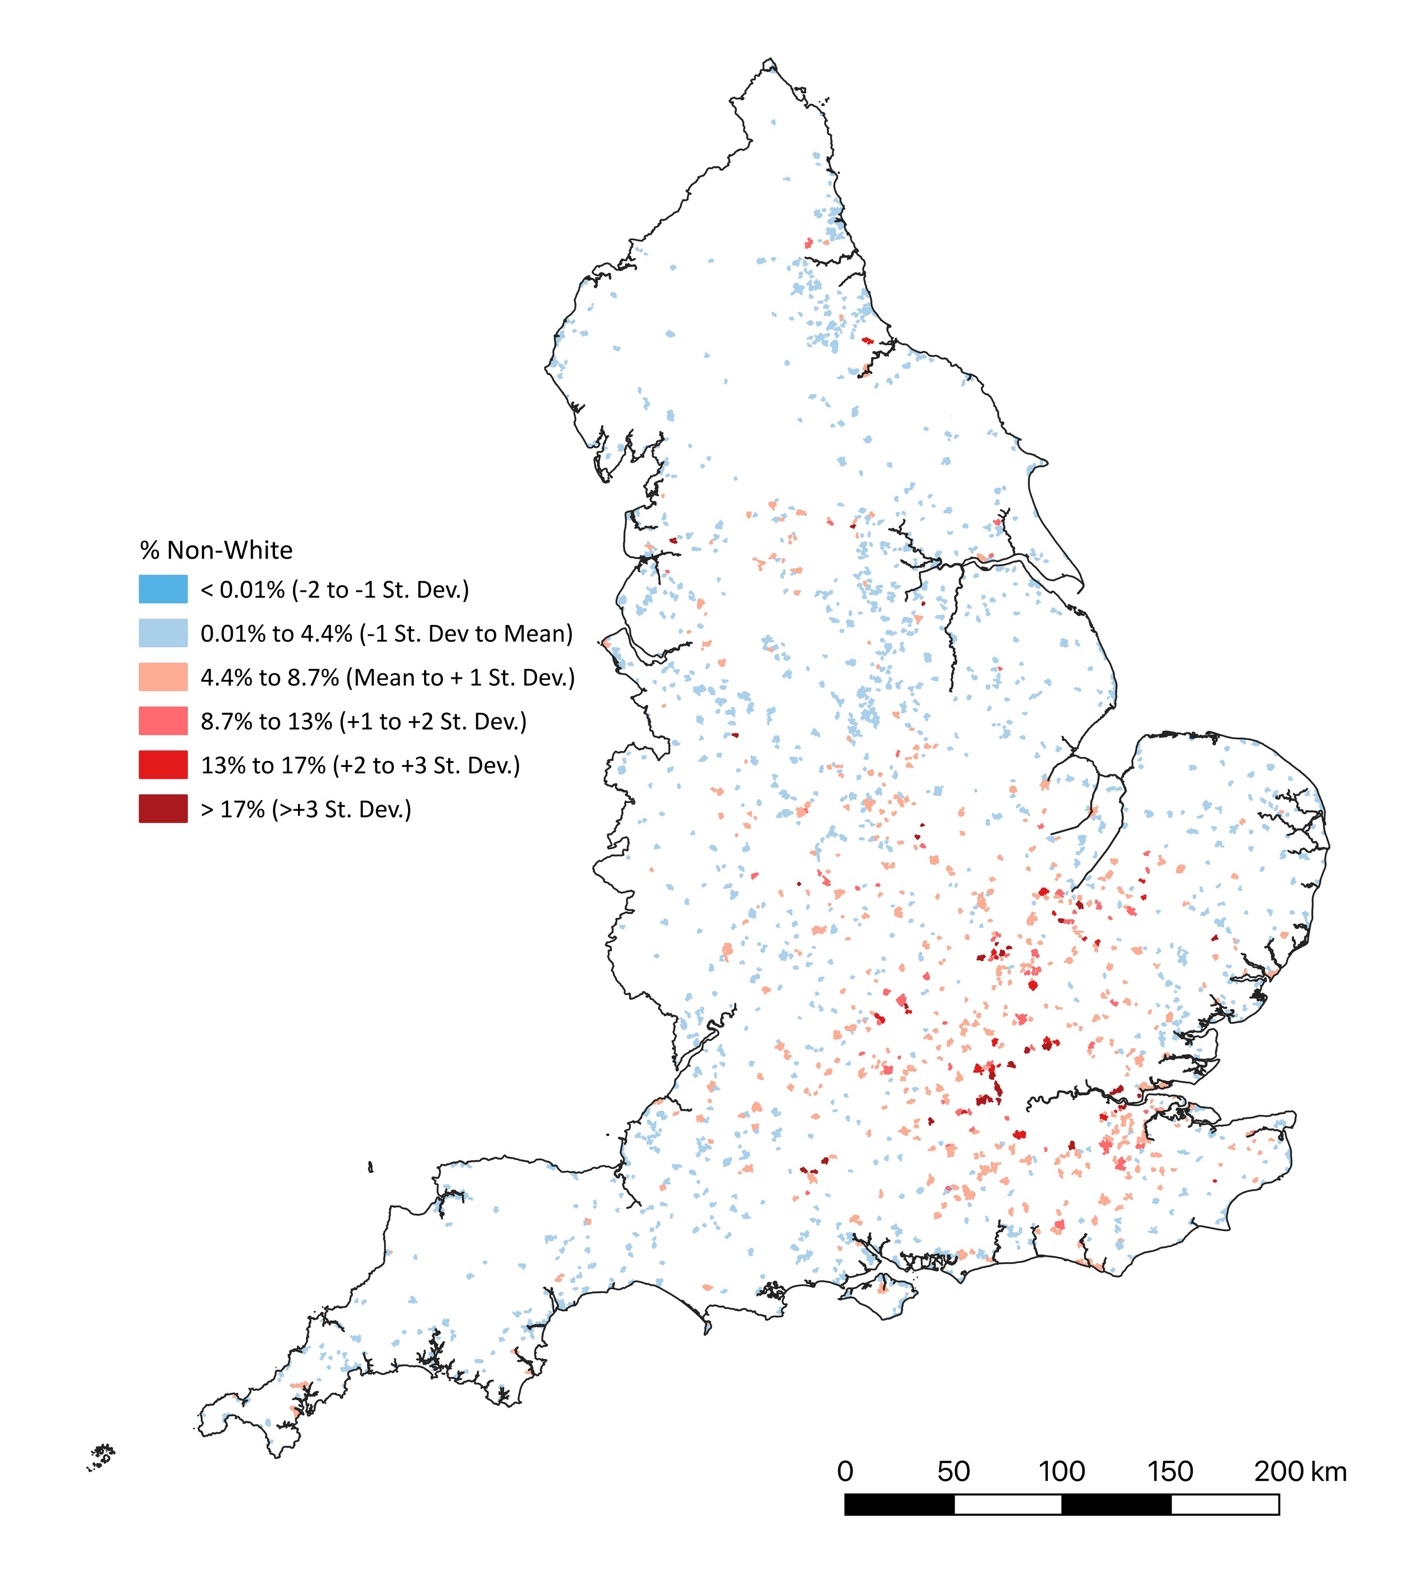 % Non-White
< 0.01% (-2 to -1 St. Dev.)
0.01% to 4.4% (-1 St. Dev to Mean)
4.4% to 8.7% (Mean to + 1 St. Dev.)
8.7% to 13% (+1 to +2 St. Dev.)
13% to 17% (+2 to +3 St. Dev.)
> 17% (>+3 St. Dev.)
0 50 100 150 200 km